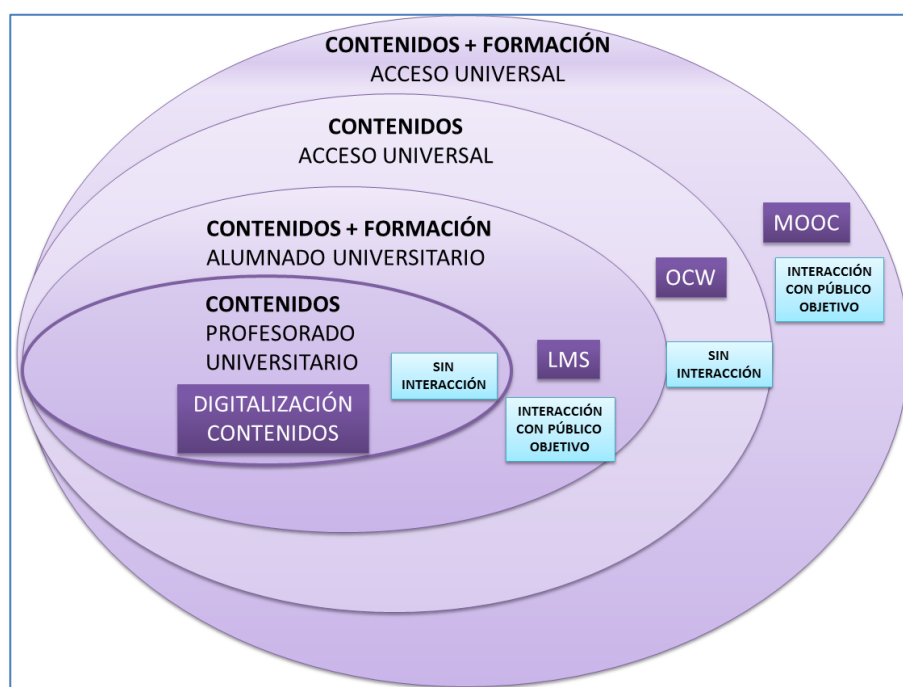 CONTENIDOS + FORMACIÓN
ACCESO UNIVERSAL
CONTENIDOS
ACCESO UNIVERSAL
MOOC
CONTENIDOS + FORMACIÓN
ALUMNADO UNIVERSITARIO
OCW
INTERACCIÓN
CON PÚBLICO
OBJETIVO
CONTENIDOS
PROFESORADO
UNIVERSITARIO
LMS
SIN
INTERACCIÓN
SIN
INTERACCIÓN
DIGITALIZACIÓN
CONTENIDOS
INTERACCIÓN
CON PÚBLICO
OBJETIVO